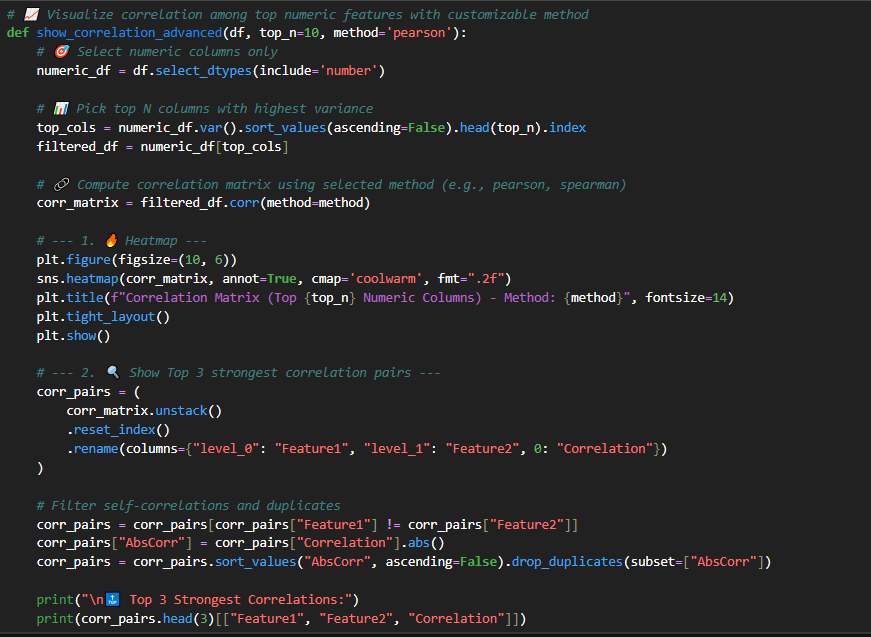 # 📈 Visualize correlation among top numeric features with customizable method
def show_correlation_advanced(df, top_n=10, method='pearson'):
    # 🎯 Select numeric columns only
    numeric_df = df.select_dtypes(include='number')

    # 📊 Pick top N columns with highest variance
    top_cols = numeric_df.var().sort_values(ascending=False).head(top_n).index
    filtered_df = numeric_df[top_cols]

    # 🔗 Compute correlation matrix using selected method (e.g., pearson, spearman)
    corr_matrix = filtered_df.corr(method=method)

    # --- 1. 🔥 Heatmap ---
    plt.figure(figsize=(10, 6))
    sns.heatmap(corr_matrix, annot=True, cmap='coolwarm', fmt=".2f")
    plt.title(f"Correlation Matrix (Top {top_n} Numeric Columns) - Method: {method}", fontsize=14)
    plt.tight_layout()
    plt.show()

    # --- 2. 🔍 Show Top 3 strongest correlation pairs ---
    corr_pairs = (
        corr_matrix.unstack()
        .reset_index()
        .rename(columns={"level_0": "Feature1", "level_1": "Feature2", 0: "Correlation"})
    )

    # Filter self-correlations and duplicates
    corr_pairs = corr_pairs[corr_pairs["Feature1"] != corr_pairs["Feature2"]]
    corr_pairs["AbsCorr"] = corr_pairs["Correlation"].abs()
    corr_pairs = corr_pairs.sort_values("AbsCorr", ascending=False).drop_duplicates(subset=["AbsCorr"])

    print("\n🔝 Top 3 Strongest Correlations:")
    print(corr_pairs.head(3)[["Feature1", "Feature2", "Correlation"]])